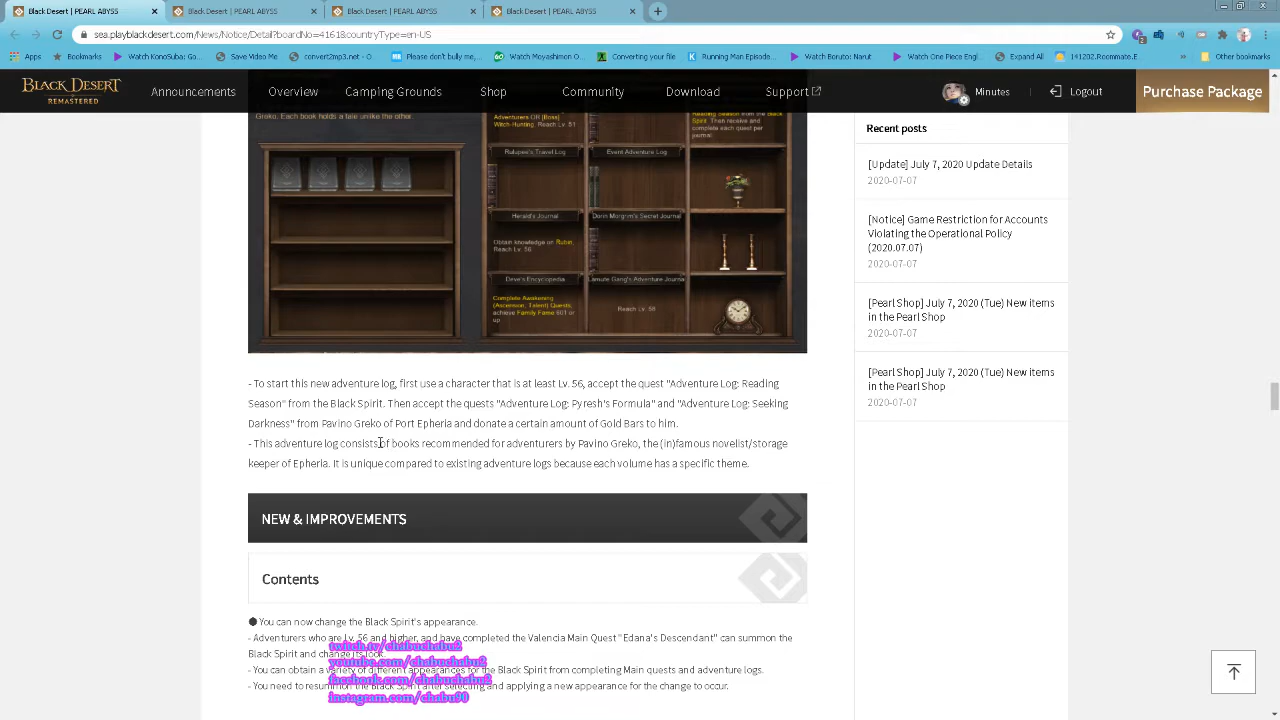 Black Desert | PEARL ABYSS
Black Desert | PEARL ABYSS
Black Desert | PEARL ABYSS
Black Desert | PEARL ABYSS
sea.playblackdesert.com/News/Notice/Detail?boardNo=4161&countryType=en-US
Apps Bookmarks Watch KonoSuba: Go... Save Video Me convert2mp3.net - O Please don't be mully... Watch Moyashimon A Converting your file Running Man Episode... Watch Boruto: Narut Watch One Piece Engl... Expand All 141202.Roommate.E Other bookmarks
BLACK DESERT
REMASTERED
Announcements Overview Camping Grounds Shop Community Download Support Minutes Logout Purchase Package
Greko. Each book holds a tale unlike the other.
Adventurers OR [Boss]
Witch-Hunting, Reach Lv. 51
Reading Season from the Black
Spirit. Then receive and
complete each quest per
journal.
Rulupee's Travel Log
Event Adventure Log
Herald's Journal
Dorin Morgrim's Secret Journal
Obtain knowledge on Rubin,
Reach Lv. 56
Deve's Encyclopedia
Lamute Gang's Adventure Journal
Complete Awakening
(Ascension, Talent) Quests,
achieve Family Fame 601 or
up
Reach Lv. 58
- To start this new adventure log, first use a character that is at least Lv. 56, accept the quest "Adventure Log: Reading
Season" from the Black Spirit. Then accept the quests "Adventure Log: Pyresh's Formula" and "Adventure Log: Seeking
Darkness" from Pavino Greko of Port Epheria and donate a certain amount of Gold Bars to him.
- This adventure log consists of books recommended for adventurers by Pavino Greko, the (in)famous novelist/storage
keeper of Epheria. It is unique compared to existing adventure logs because each volume has a specific theme.
NEW & IMPROVEMENTS
Contents
You can now change the Black Spirit's appearance.
- Adventurers who are Lv. 56 and higher, and have completed the Valencia Main Quest "Edana's Descendant" can summon the
Black Spirit and change its look.
- You can obtain a variety of different appearances for the Black Spirit from completing Main quests and adventure logs.
- You need to resummon the Black Spirit after selecting and applying a new appearance for the change to occur.
twitch.tv/chabuchabu2
youtube.com/chabuchabu2
facebook.com/chabuchabu2
instagram.com/chabu90
Recent posts
[Update] July 7, 2020 Update Details
2020-07-07
[Notice] Game Restriction for Accounts
Violating the Operational Policy
(2020.07.07)
2020-07-07
[Pearl Shop] July 7, 2020 (Tue) New items
in the Pearl Shop
2020-07-07
[Pearl Shop] July 7, 2020 (Tue) New items
in the Pearl Shop
2020-07-07